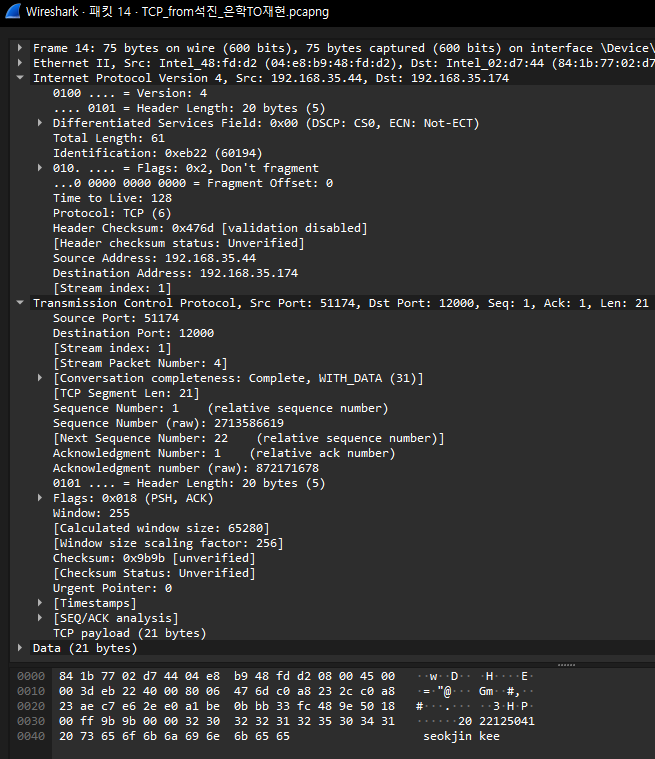 Wireshark · 패킷 14 · TCP_from석진_은학TO재현.pcapng
Frame 14: 75 bytes on wire (600 bits), 75 bytes captured (600 bits) on interface \Device\
Ethernet II, Src: Intel_48:fd:d2 (04:e8:b9:48:fd:d2), Dst: Intel_02:d7:44 (84:1b:77:02:d7
Internet Protocol Version 4, Src: 192.168.35.44, Dst: 192.168.35.174
0100 .... = Version: 4
.... 0101 = Header Length: 20 bytes (5)
Differentiated Services Field: 0x00 (DSCP: CS0, ECN: Not-ECT)
Total Length: 61
Identification: 0xeb22 (60194)
010. .... = Flags: 0x2, Don't fragment
...0 0000 0000 0000 = Fragment Offset: 0
Time to Live: 128
Protocol: TCP (6)
Header Checksum: 0x476d [validation disabled]
[Header checksum status: Unverified]
Source Address: 192.168.35.44
Destination Address: 192.168.35.174
[Stream index: 1]
Transmission Control Protocol, Src Port: 51174, Dst Port: 12000, Seq: 1, Ack: 1, Len: 21
Source Port: 51174
Destination Port: 12000
[Stream index: 1]
[Stream Packet Number: 4]
[Conversation completeness: Complete, WITH_DATA (31)]
[TCP Segment Len: 21]
Sequence Number: 1    (relative sequence number)
Sequence Number (raw): 2713586619
[Next Sequence Number: 22    (relative sequence number)]
Acknowledgment Number: 1    (relative ack number)
Acknowledgment number (raw): 872171678
0101 .... = Header Length: 20 bytes (5)
Flags: 0x018 (PSH, ACK)
Window: 255
[Calculated window size: 65280]
[Window size scaling factor: 256]
Checksum: 0x9b9b [unverified]
[Checksum Status: Unverified]
Urgent Pointer: 0
[Timestamps]
[SEQ/ACK analysis]
TCP payload (21 bytes)
Data (21 bytes)
0000  84 1b 77 02 d7 44 04 e8  b9 48 fd d2 08 00 45 00  ··w··D·· ·H····E·
0010  00 3d eb 22 40 00 80 06  47 6d c0 a8 23 2c c0 a8  ·=·"@··· Gm··#,··
0020  23 ae c7 e6 2e e0 a1 be  0b bb 33 fc 48 9e 50 18  #···.··· ··3·H·P·
0030  00 ff 9b 9b 00 00 32 30  32 32 31 32 35 30 34 31  ······20 22125041
0040  20 73 65 6f 6b 6a 69 6e  6b 65 65  seokjin kee